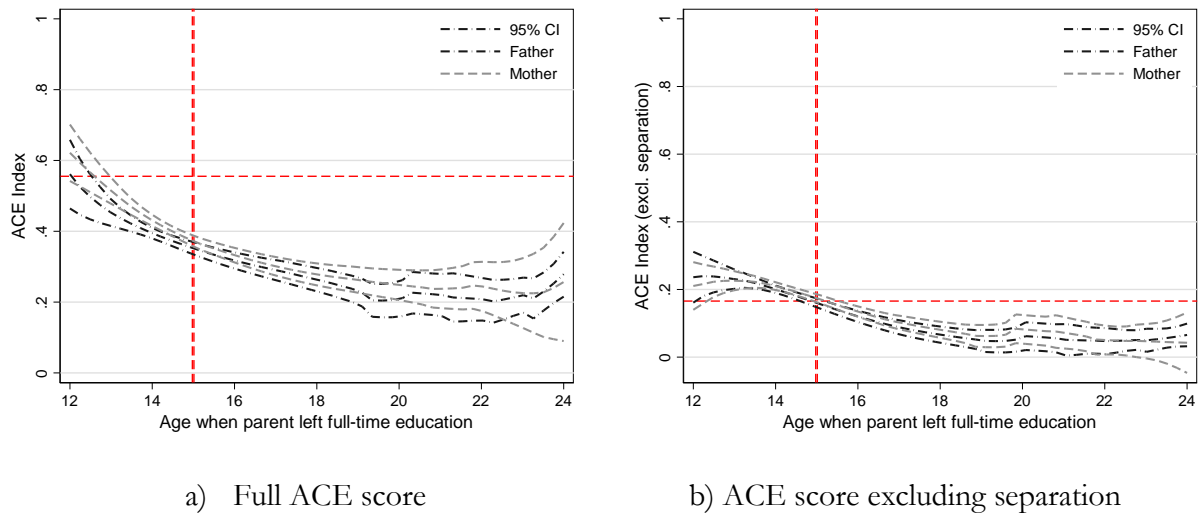 1
.8
.6
.4
.2
0
ACE Index
95% CI
Father
Mother
12 14 16 18 20 22 24
Age when parent left full-time education
a) Full ACE score
1
.8
.6
.4
.2
0
ACE Index (excl. separation)
95% CI
Father
Mother
12 14 16 18 20 22 24
Age when parent left full-time education
b) ACE score excluding separation